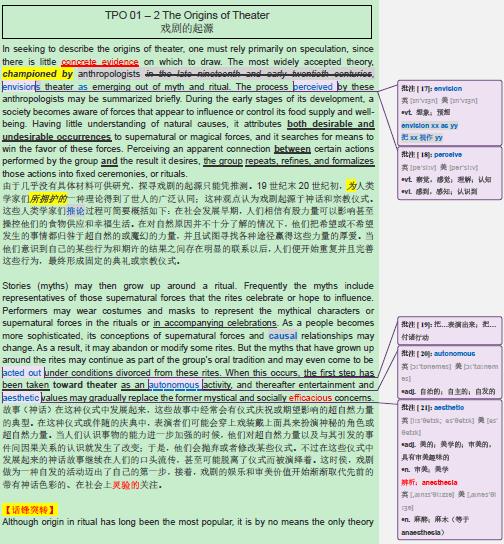 TPO 01 – 2 The Origins of Theater
戏剧的起源
In seeking to describe the origins of theater, one must rely primarily on speculation, since
there is little concrete evidence on which to draw. The most widely accepted theory,
championed by anthropologists in the late nineteenth and early twentieth centuries,
envisions theater as emerging out of myth and ritual. The process perceived by these
anthropologists may be summarized briefly. During the early stages of its development, a
society becomes aware of forces that appear to influence or control its food supply and well-
being. Having little understanding of natural causes, it attributes both desirable and
undesirable occurrences to supernatural or magical forces, and it searches for means to
win the favor of these forces. Perceiving an apparent connection between certain actions
performed by the group and the result it desires, the group repeats, refines, and formalizes
those actions into fixed ceremonies, or rituals.
由于几乎没有具体材料可供研究，探寻戏剧的起源只能凭推测。19 世纪末 20 世纪初，为人类
学家们所拥护的一种理论得到了世人的广泛认同；这种观点认为戏剧起源于神话和宗教仪式。
这些人类学家们推论过程可简要概括如下，在社会发展早期，人们相信有股力量可以影响甚至
操控他们的食物供应和幸福生活。在对自然原因并不十分了解的情况下，他们把希望或不希望
发生的事情都归咎于超自然的或魔幻的力量，并且试图寻找各种途径赢得这些力量的厚爱。当
他们意识到自己的某些行为和期许的结果之间存在明显的联系以后，人们便开始重复并且完善
这些行为，最终形成固定的典礼或宗教仪式。
Stories (myths) may then grow up around a ritual. Frequently the myths include
representatives of those supernatural forces that the rites celebrate or hope to influence.
Performers may wear costumes and masks to represent the mythical characters or
supernatural forces in the rituals or in accompanying celebrations. As a people becomes
more sophisticated, its conceptions of supernatural forces and causal relationships may
change. As a result, it may abandon or modify some rites. But the myths that have grown up
around the rites may continue as part of the group's oral tradition and may even come to be
acted out under conditions divorced from these rites. When this occurs, the first step has
been taken toward theater as an autonomous activity, and thereafter entertainment and
aesthetic values may gradually replace the former mystical and socially efficacious concerns.
故事（神话）在这种仪式中发展起来，这些故事中经常会有仪式庆祝或期望影响的超自然力量
的典型。在这种仪式或伴随的庆典中，表演者们可能会穿上戏装戴上面具来扮演神秘的角色或
超自然力量。当人们认识事物的能力进一步加强的时候，他们对超自然力量以及与其引发的事
件间因果关系的认识就发生了改变；于是，他们会抛弃或者修改某些仪式。不过在这些仪式中
发展起来的神话故事继续在人们的口头流传，甚至可能脱离了仪式而被演绎着。这时候，戏剧
做为一种自发的活动迈出了自己的第一步，接着，戏剧的娱乐和审美价值开始渐渐取代先前的
带有神话色彩的、在社会上灵验的关注。
【话锋突转】
Although origin in ritual has long been the most popular, it is by no means the only theory
批注 [17]: envision
vt. 想象；预想
envision xx as yy
把 xx 视作 yy
批注 [18]: perceive
vt. 察觉，感觉；理解；认知
vi. 感到，感知；认识到
批注 [19]: 把…表演出来；把…
付诸行动
批注 [20]: autonomous
adj. 自治的；自主的；自发的
批注 [21]: aesthetic
adj. 美的；美学的；审美的，
具有审美趣味的
n. 审美；美学
辨析：anesthesia
n. 麻醉；麻木（等于
anaesthesia）